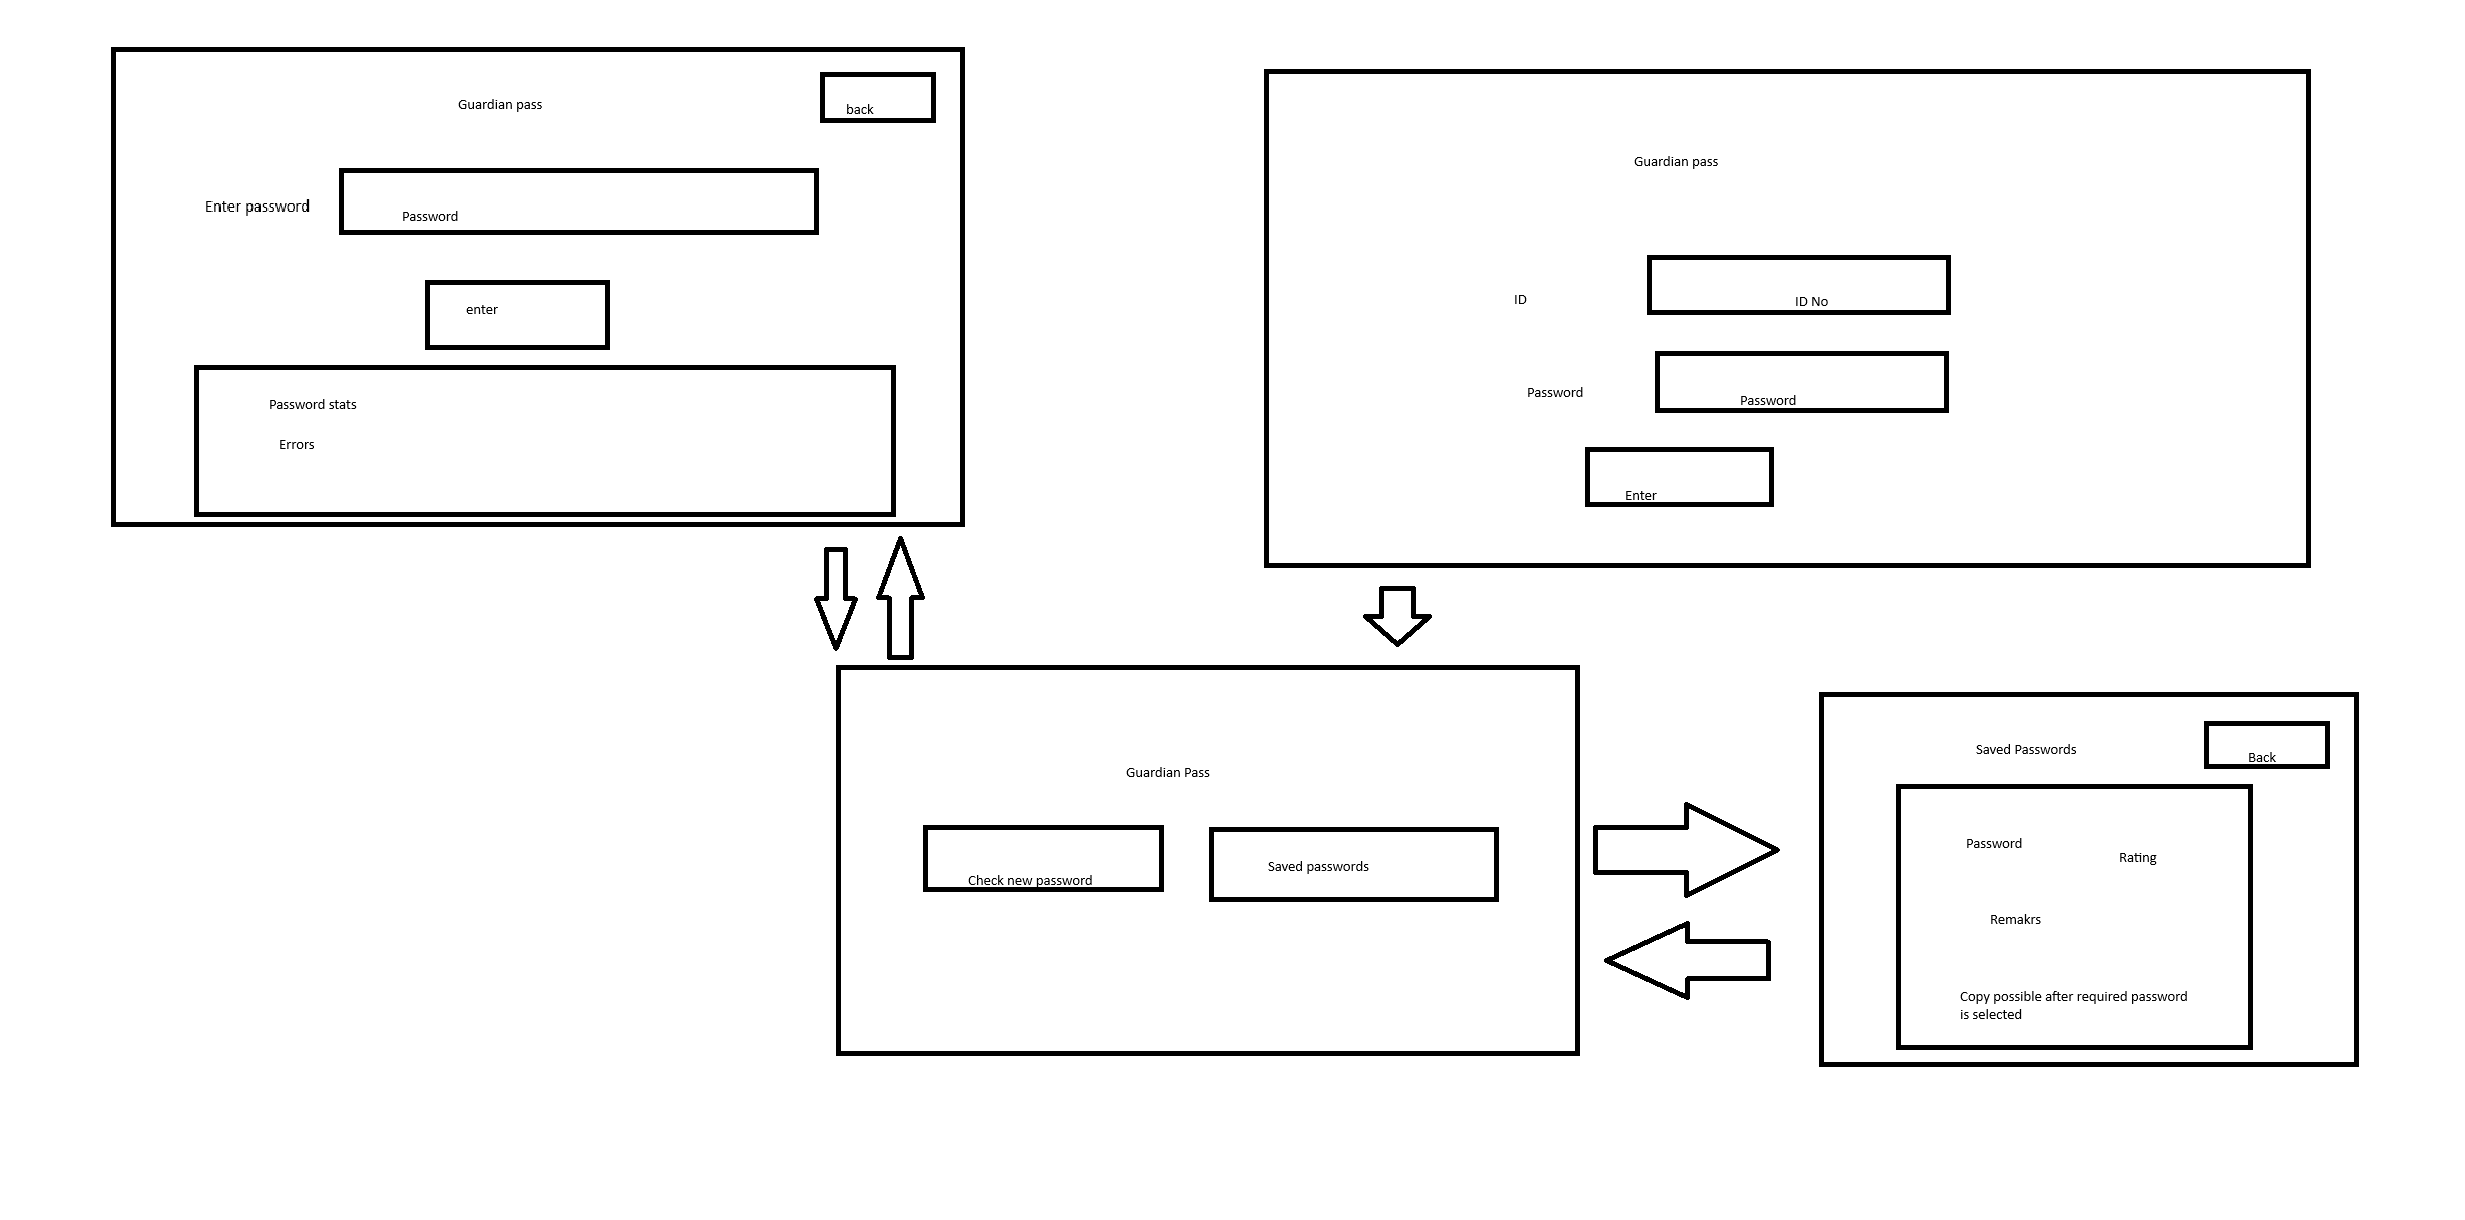 Guardian pass
back
Enter password
Password
enter
Password stats
Errors
Guardian pass
ID
ID No
Password
Password
Enter
Guardian Pass
Check new password
Saved passwords
Saved Passwords
Back
Password
Rating
Remakrs
Copy possible after required password
is selected